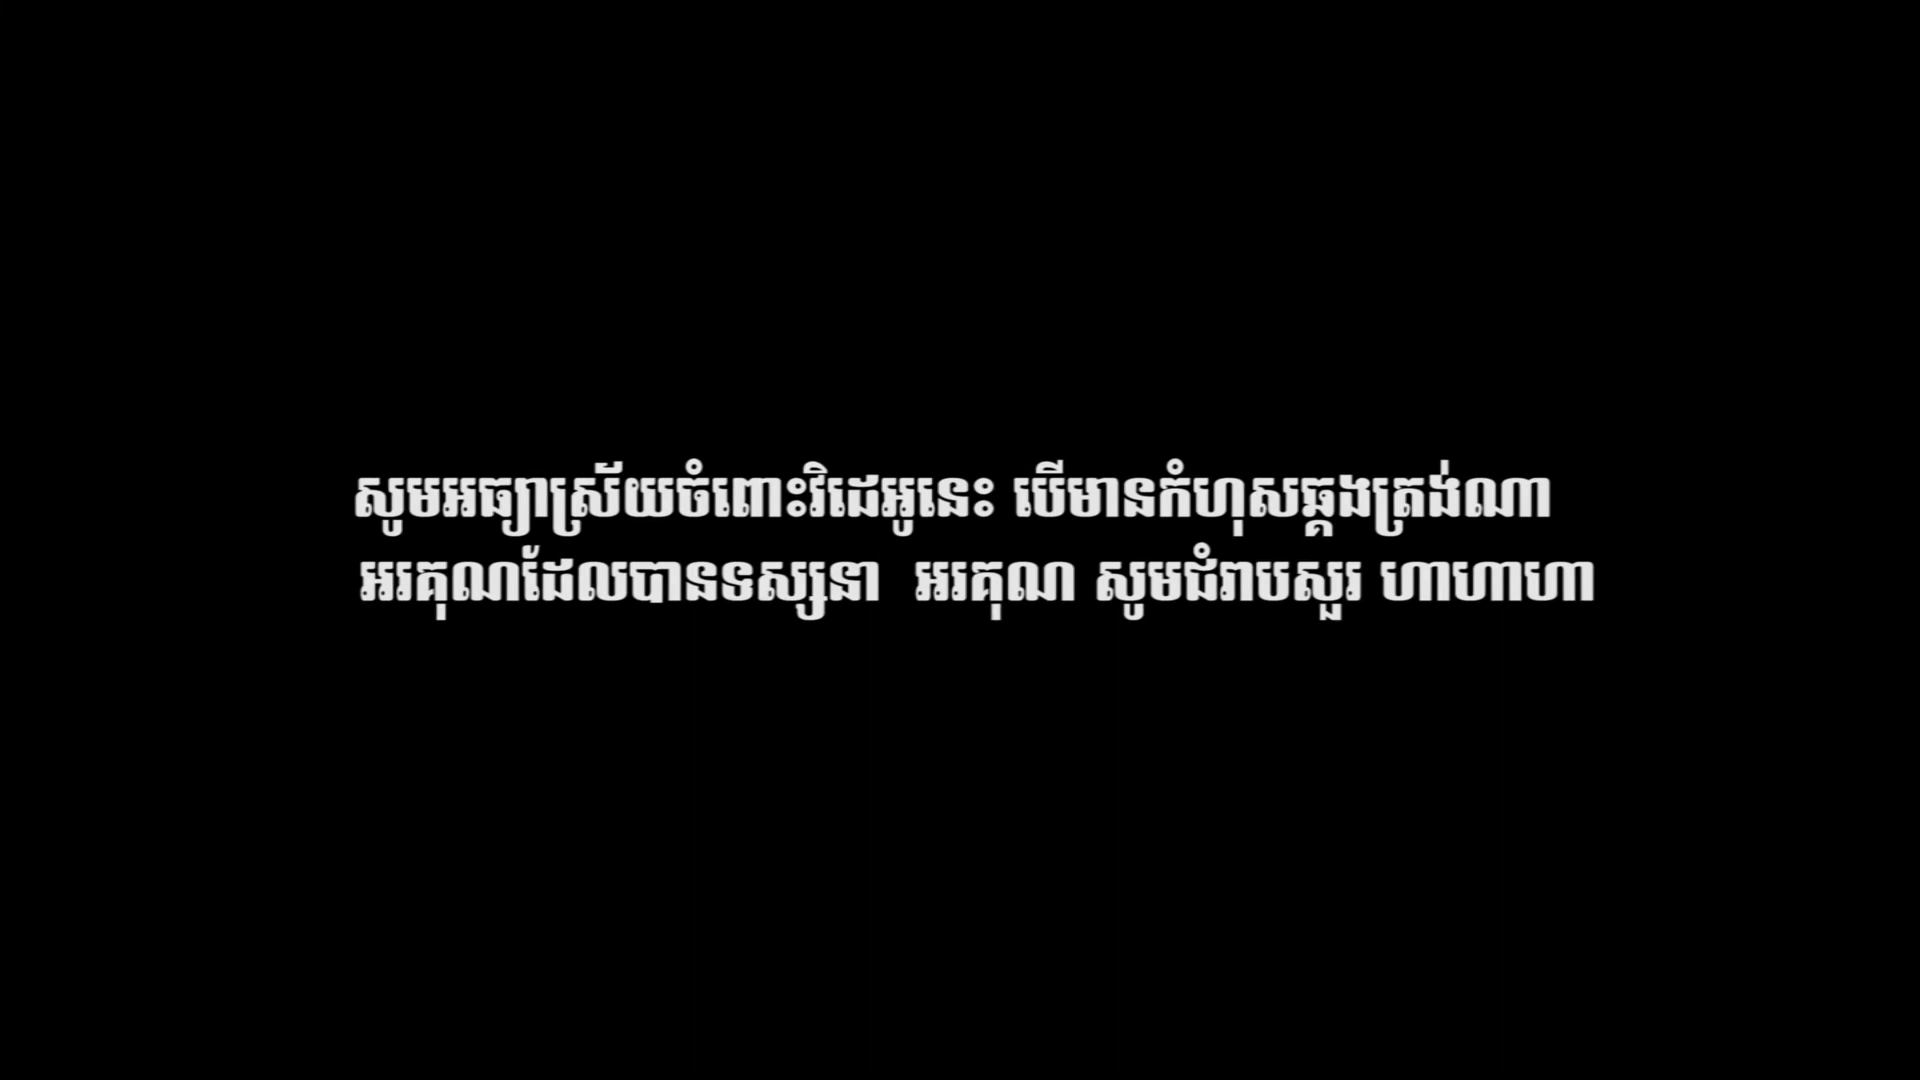 សូមអធ្យាស្រ័យចំពោះវិដេអូនេះ បើមានកំហុសឆ្គងត្រង់ណា
អរគុណដែលបានទស្សនា អរគុណ សូមជំរាបសួរ ហាហាហា